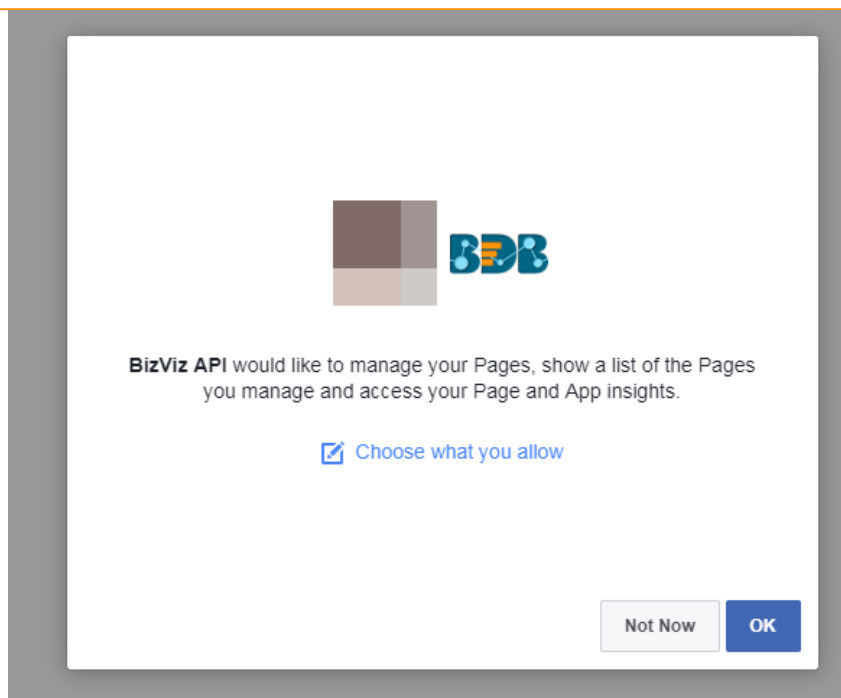 BDB
BizViz API would like to manage your Pages, show a list of the Pages
you manage and access your Page and App insights.
Choose what you allow
Not Now
OK